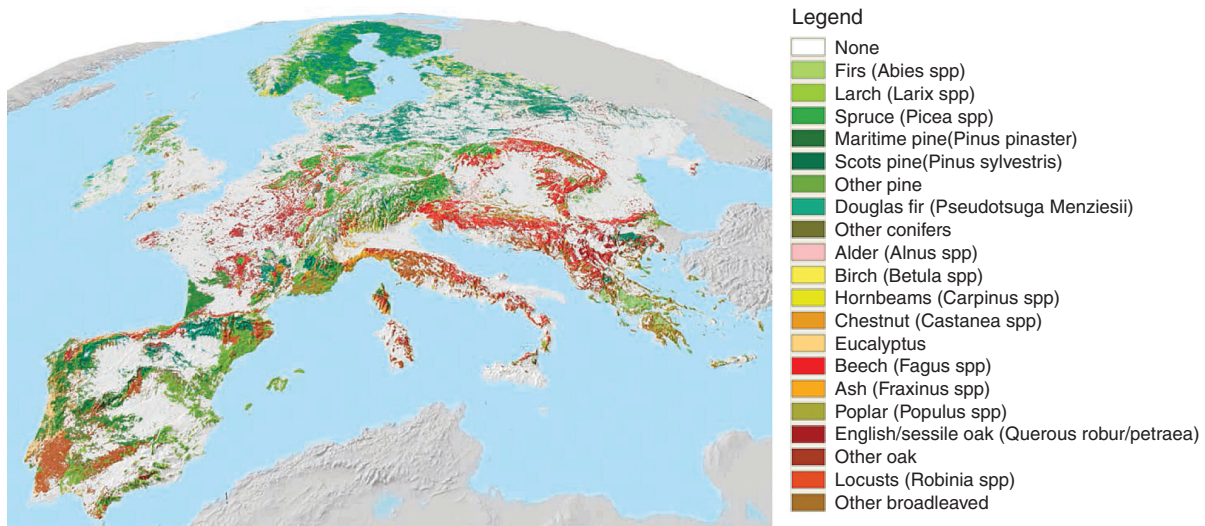 Legend
None
Firs (Abies spp)
Larch (Larix spp)
Spruce (Picea spp)
Maritime pine(Pinus pinaster)
Scots pine(Pinus sylvestris)
Other pine
Douglas fir (Pseudotsuga Menziesii)
Other conifers
Alder (Alnus spp)
Birch (Betula spp)
Hornbeams (Carpinus spp)
Chestnut (Castanea spp)
Eucalyptus
Beech (Fagus spp)
Ash (Fraxinus spp)
Poplar (Populus spp)
English/sessile oak (Querous robur/petraea)
Other oak
Locusts (Robinia spp)
Other broadleaved